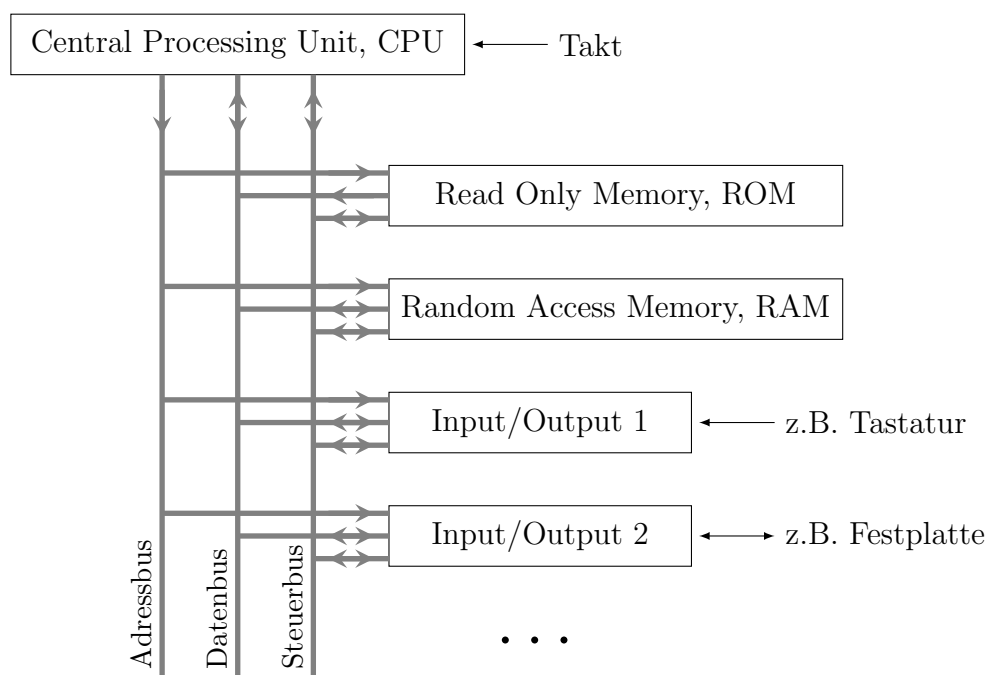 Central Processing Unit, CPU
Takt
Read Only Memory, ROM
Random Access Memory, RAM
Input/Output 1
z.B. Tastatur
Input/Output 2
z.B. Festplatte
Adressbus
Datenbus
Steuerbus
. . .